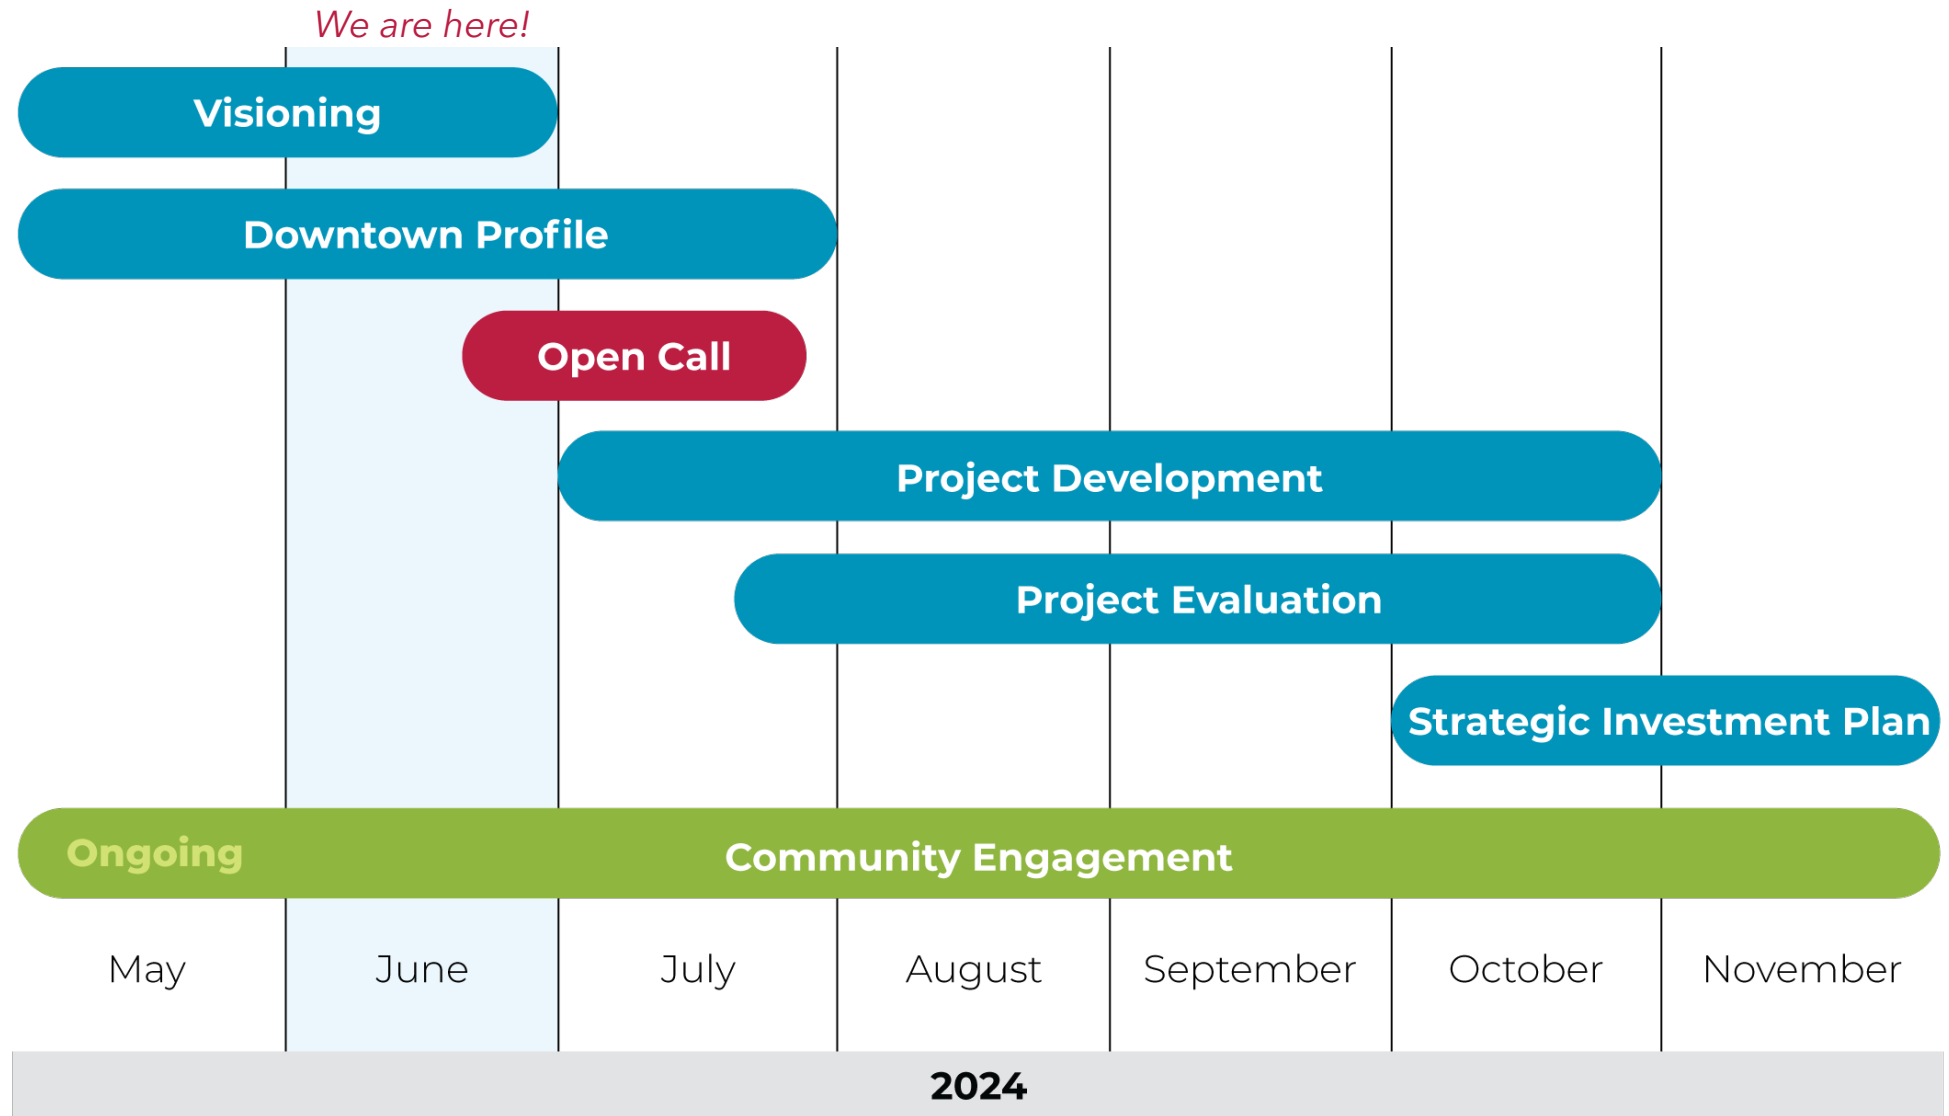 We are here!
Visioning
Downtown Profile
Open Call
Project Development
Project Evaluation
Strategic Investment Plan
Ongoing
Community Engagement
May
June
July
August
September
October
November
2024